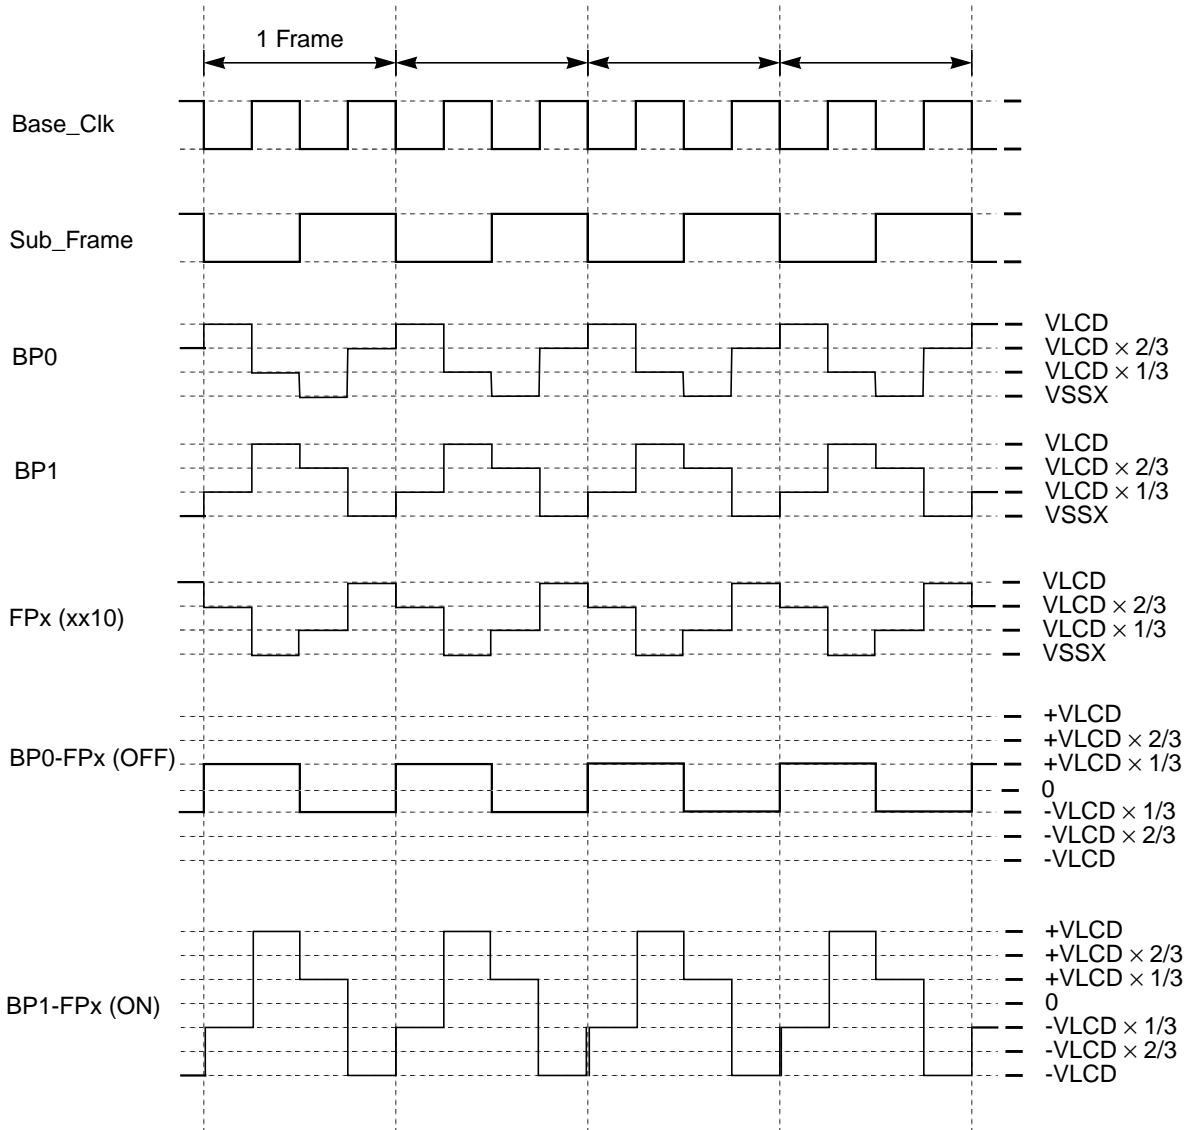 1 Frame
Base_Clk
Sub_Frame
BP0
VLCD
VLCD × 2/3
VLCD × 1/3
VSSX
BP1
VLCD
VLCD × 2/3
VLCD × 1/3
VSSX
FPx (xx10)
VLCD
VLCD × 2/3
VLCD × 1/3
VSSX
BP0-FPx (OFF)
+VLCD
+VLCD × 2/3
+VLCD × 1/3
0
-VLCD × 1/3
-VLCD × 2/3
-VLCD
BP1-FPx (ON)
+VLCD
+VLCD × 2/3
+VLCD × 1/3
0
-VLCD × 1/3
-VLCD × 2/3
-VLCD